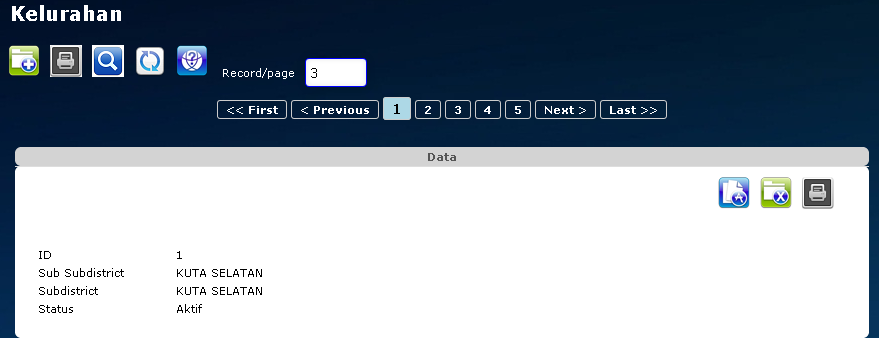 Kelurahan
Record/page 3
<< First < Previous 1 2 3 4 5 Next > Last >>
Data
ID 1
Sub Subdistrict KUTA SELATAN
Subdistrict KUTA SELATAN
Status Aktif